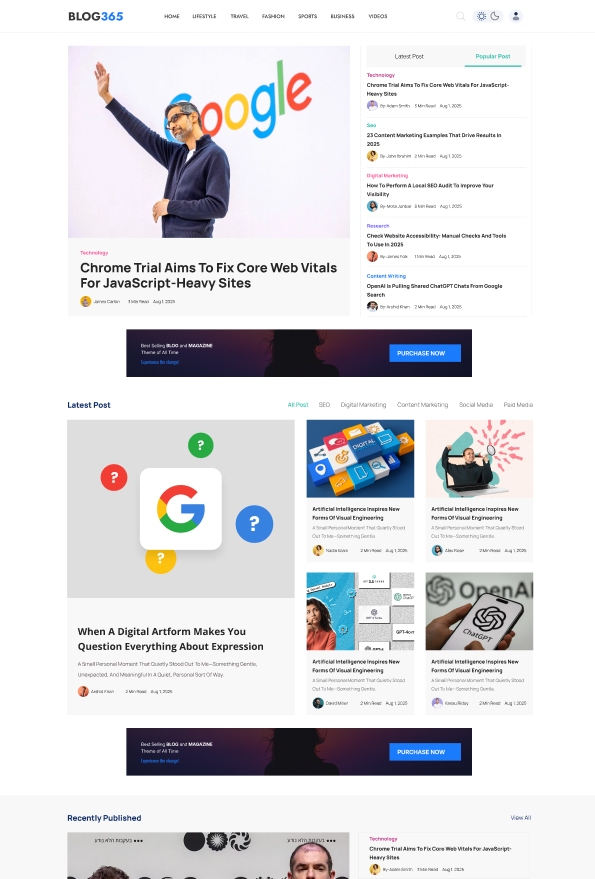 BLOG365
HOME LIFESTYLE TRAVEL FASHION SPORTS BUSINESS VIDEOS
Google
Technology
Chrome Trial Aims To Fix Core Web Vitals
For JavaScript-Heavy Sites
James Carter 3 Min Read Aug 1, 2025
Latest Post Popular Post
Technology
Chrome Trial Aims To Fix Core Web Vitals For JavaScript-
Heavy Sites
By- Adam Smith 3 Min Read Aug 1, 2025
Seo
23 Content Marketing Examples That Drive Results In
2025
By- John Ibrahim 2 Min Read Aug 1, 2025
Digital Marketing
How To Perform A Local SEO Audit To Improve Your
Visibility
8 Min Read Aug 1, 2025
Research
Check Website Accessibility: Manual Checks And Tools
To Use In 2025
By- James Polk 1 Min Read Aug 1, 2025
Content Writing
OpenAI Is Pulling Shared ChatGPT Chats From Google
Search
By- Arshid Khan 2 Min Read Aug 1, 2025
Best Selling BLOG and MAGAZINE
Theme of All Time
Experience the change!
PURCHASE NOW
Latest Post
All Post SEO Digital Marketing Content Marketing Social Media Paid Media
? ? ? ?
G
When A Digital Artform Makes You
Question Everything About Expression
A Small Personal Moment That Quietly Stood Out To Me—Something Gentle,
Unexpected, And Meaningful In A Quiet, Personal Sort Of Way.
Arshid Khan 2 Min Read Aug 1, 2025
DIGITAL
Artificial Intelligence Inspires New
Forms Of Visual Engineering
A Small Personal Moment That Quietly Stood
Out To Me—Something Gentle.
2 Min Read Aug 1, 2025
Artificial Intelligence Inspires New
Forms Of Visual Engineering
A Small Personal Moment That Quietly Stood
Out To Me—Something Gentle.
2 Min Read Aug 1, 2025
Artificial Intelligence Inspires New
Forms Of Visual Engineering
A Small Personal Moment That Quietly Stood
Out To Me—Something Gentle.
David Miller 2 Min Read Aug 1, 2025
OpenAI
ChatGPT
Artificial Intelligence Inspires New
Forms Of Visual Engineering
A Small Personal Moment That Quietly Stood
Out To Me—Something Gentle.
2 Min Read Aug 1, 2025
Best Selling BLOG and MAGAZINE
Theme of All Time
Experience the change!
PURCHASE NOW
Recently Published
View All
Technology
Chrome Trial Aims To Fix Core Web Vitals For JavaScript-
Heavy Sites
By- Adam Smith 3 Min Read Aug 1, 2025